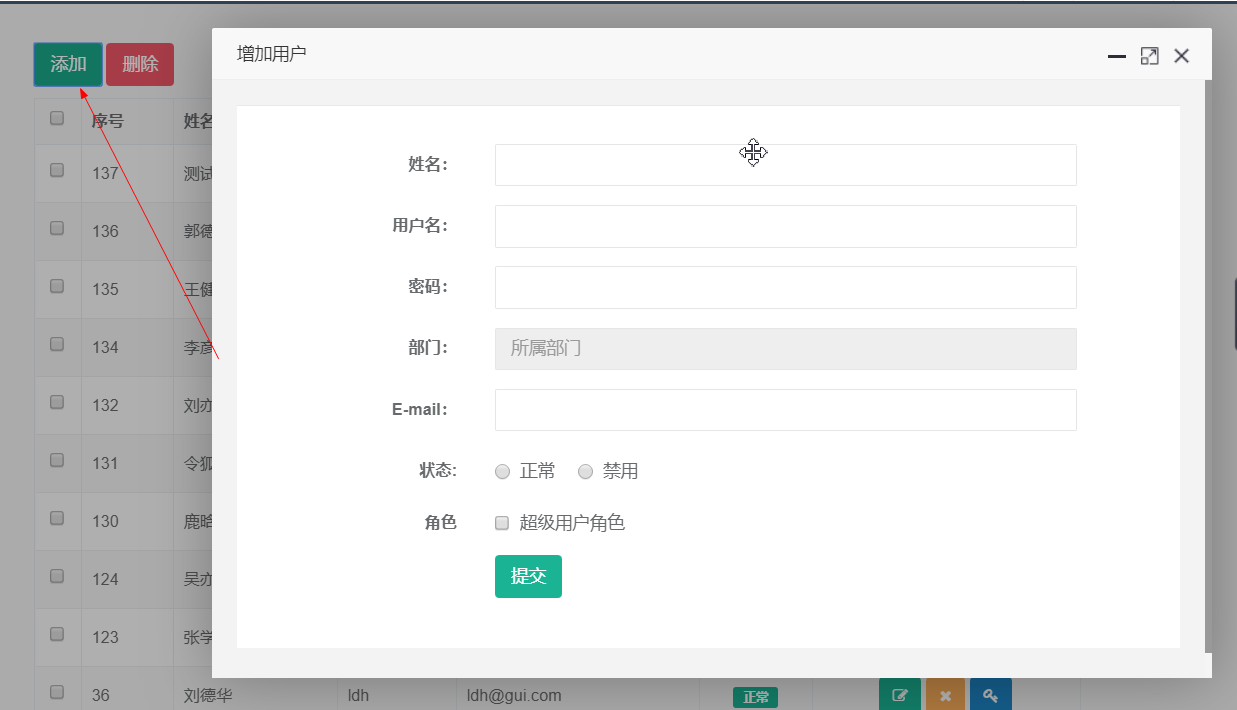 增加用户
添加 删除
序号 姓名
姓名：
137 测试
用户名：
136 郭德
密码：
135 王健
部门： 所属部门
134 李彦
E-mail：
132 刘亦
状态: 正常 禁用
131 令狐
角色 超级用户角色
130 鹿晗
提交
124 吴亦
123 张学
36 刘德华 ldh ldh@gui.com 正常